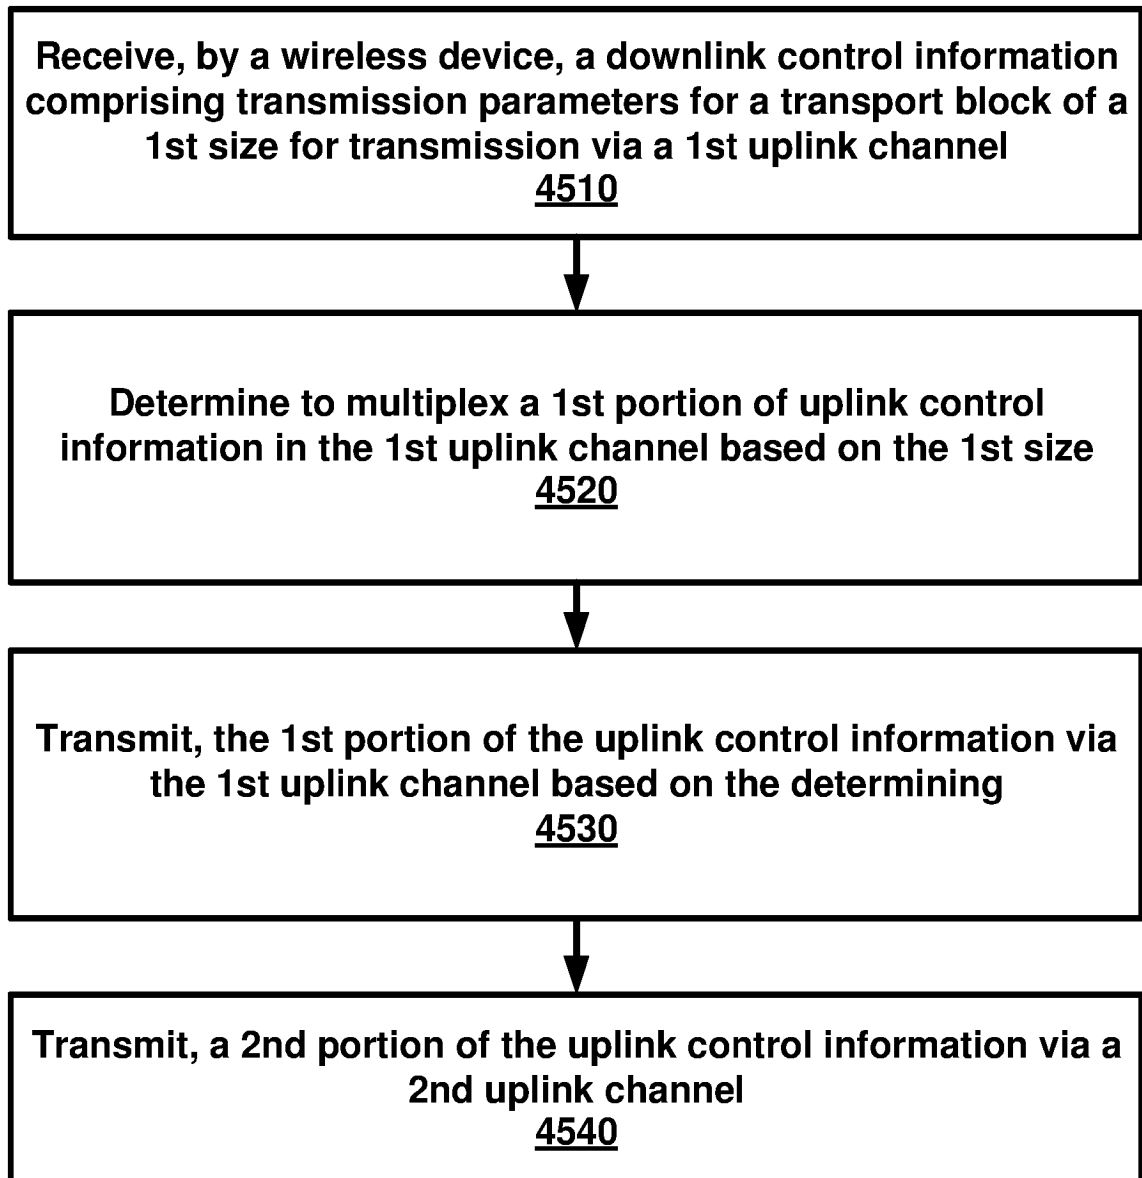 Receive, by a wireless device, a downlink control information
comprising transmission parameters for a transport block of a
1st size for transmission via a 1st uplink channel
4510
Determine to multiplex a 1st portion of uplink control
information in the 1st uplink channel based on the 1st size
4520
Transmit, the 1st portion of the uplink control information via
the 1st uplink channel based on the determining
4530
Transmit, a 2nd portion of the uplink control information via a
2nd uplink channel
4540